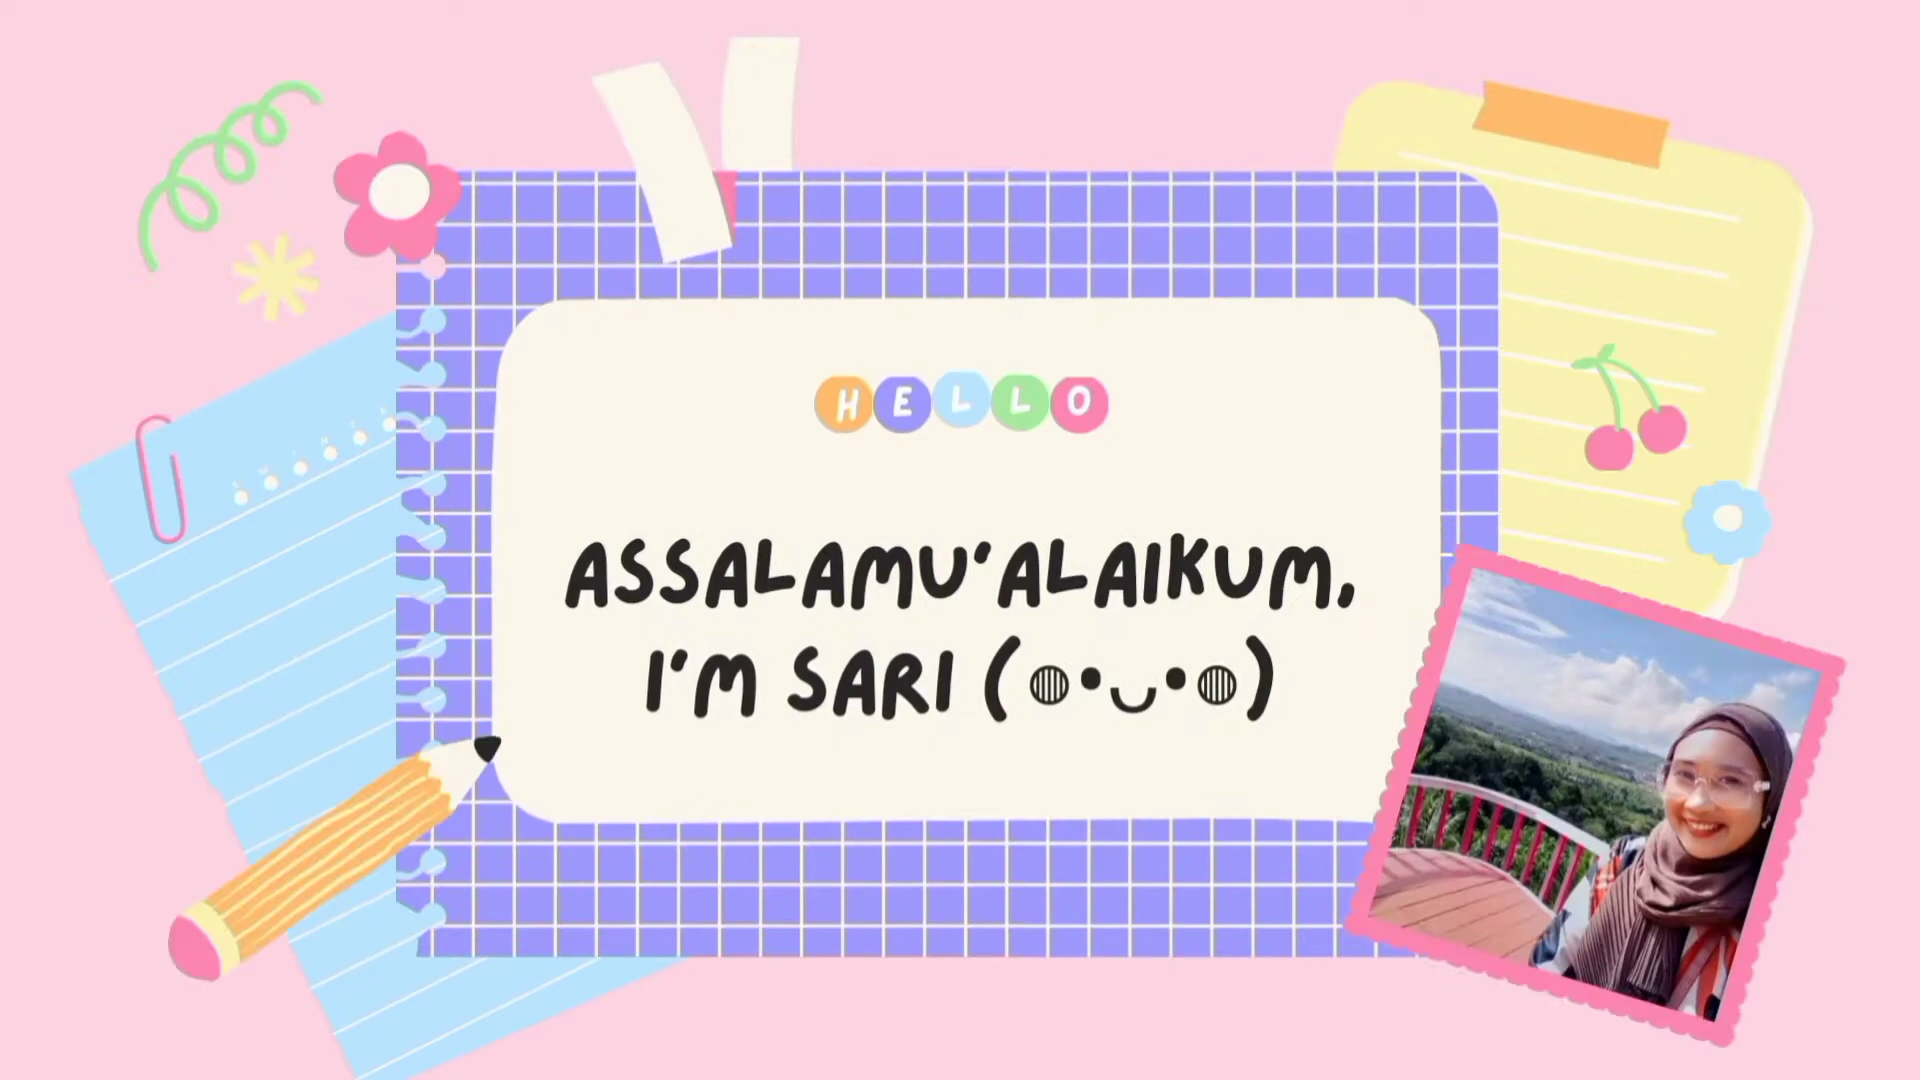 HELLO
ASSALAMU'ALAIKUM,
I'M SARI (◍•ᴗ•◍)